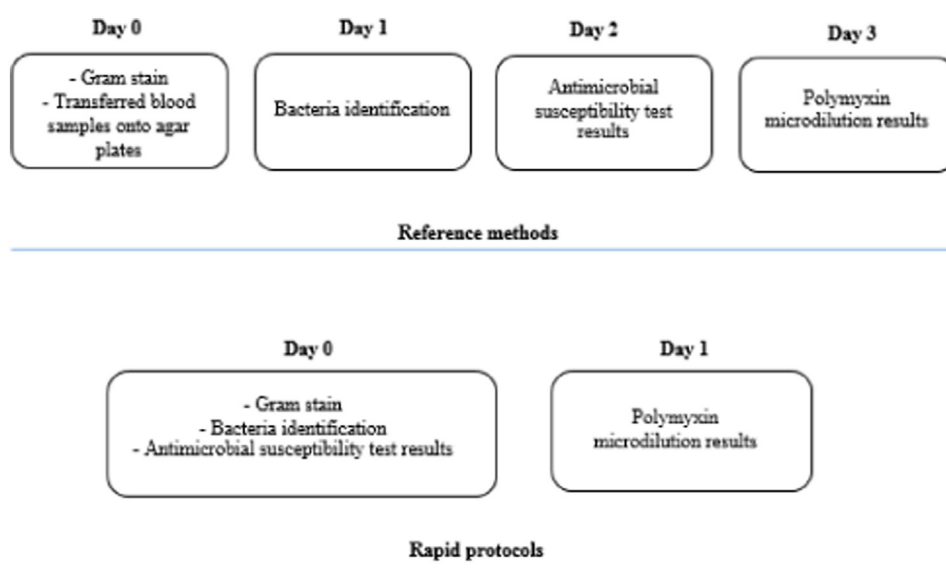 Day 0
Day 1
Day 2
Day 3
- Gram stain
- Transferred blood
samples onto agar
plates
Bacteria identification
Antimicrobial
susceptibility test
results
Polymyxin
microdilution results
Reference methods
Day 0
Day 1
- Gram stain
- Bacteria identification
- Antimicrobial susceptibility test results
Polymyxin
microdilution results
Rapid protocols